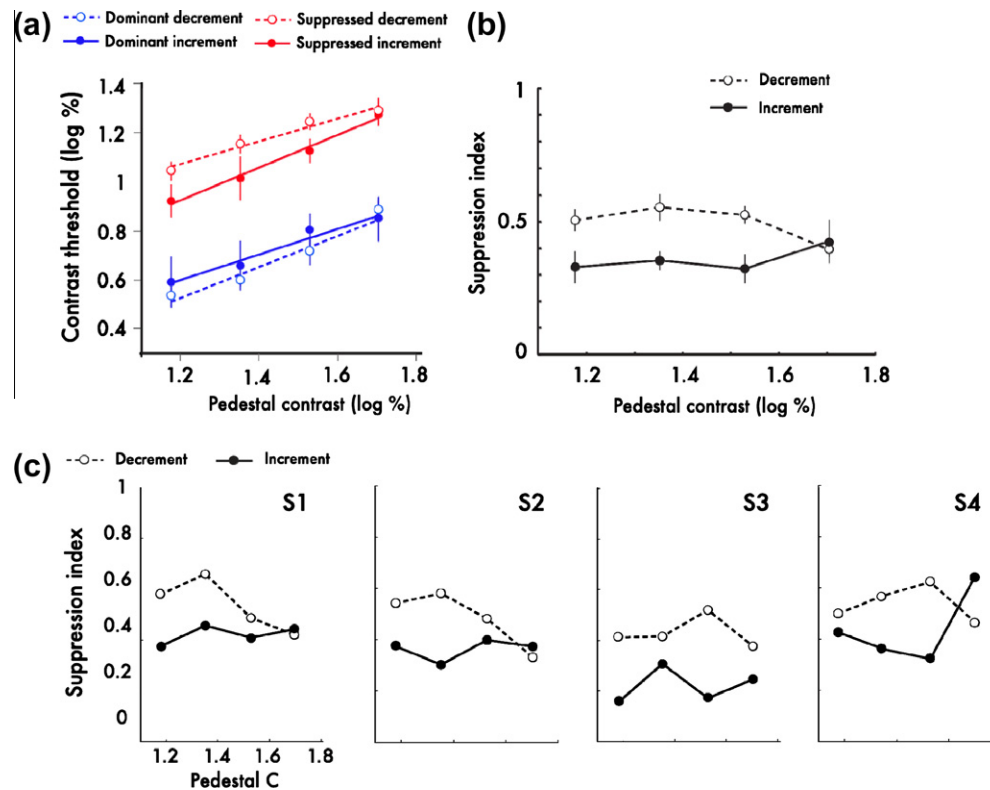 (a)
Dominant decrement
Suppressed decrement
Dominant increment
Suppressed increment
Contrast threshold (log %)
1.4
1.2
1
0.8
0.6
0.4
1.2 1.4 1.6 1.8
Pedestal contrast (log %)
(b)
Decrement
Increment
Suppression index
1
0.5
0
1.2 1.4 1.6 1.8
Pedestal contrast (log %)
(c)
Decrement Increment
Suppression index
1
0.8
0.6
0.4
0.2
0
S1
S2
S3
S4
1.2 1.4 1.6 1.8
Pedestal C